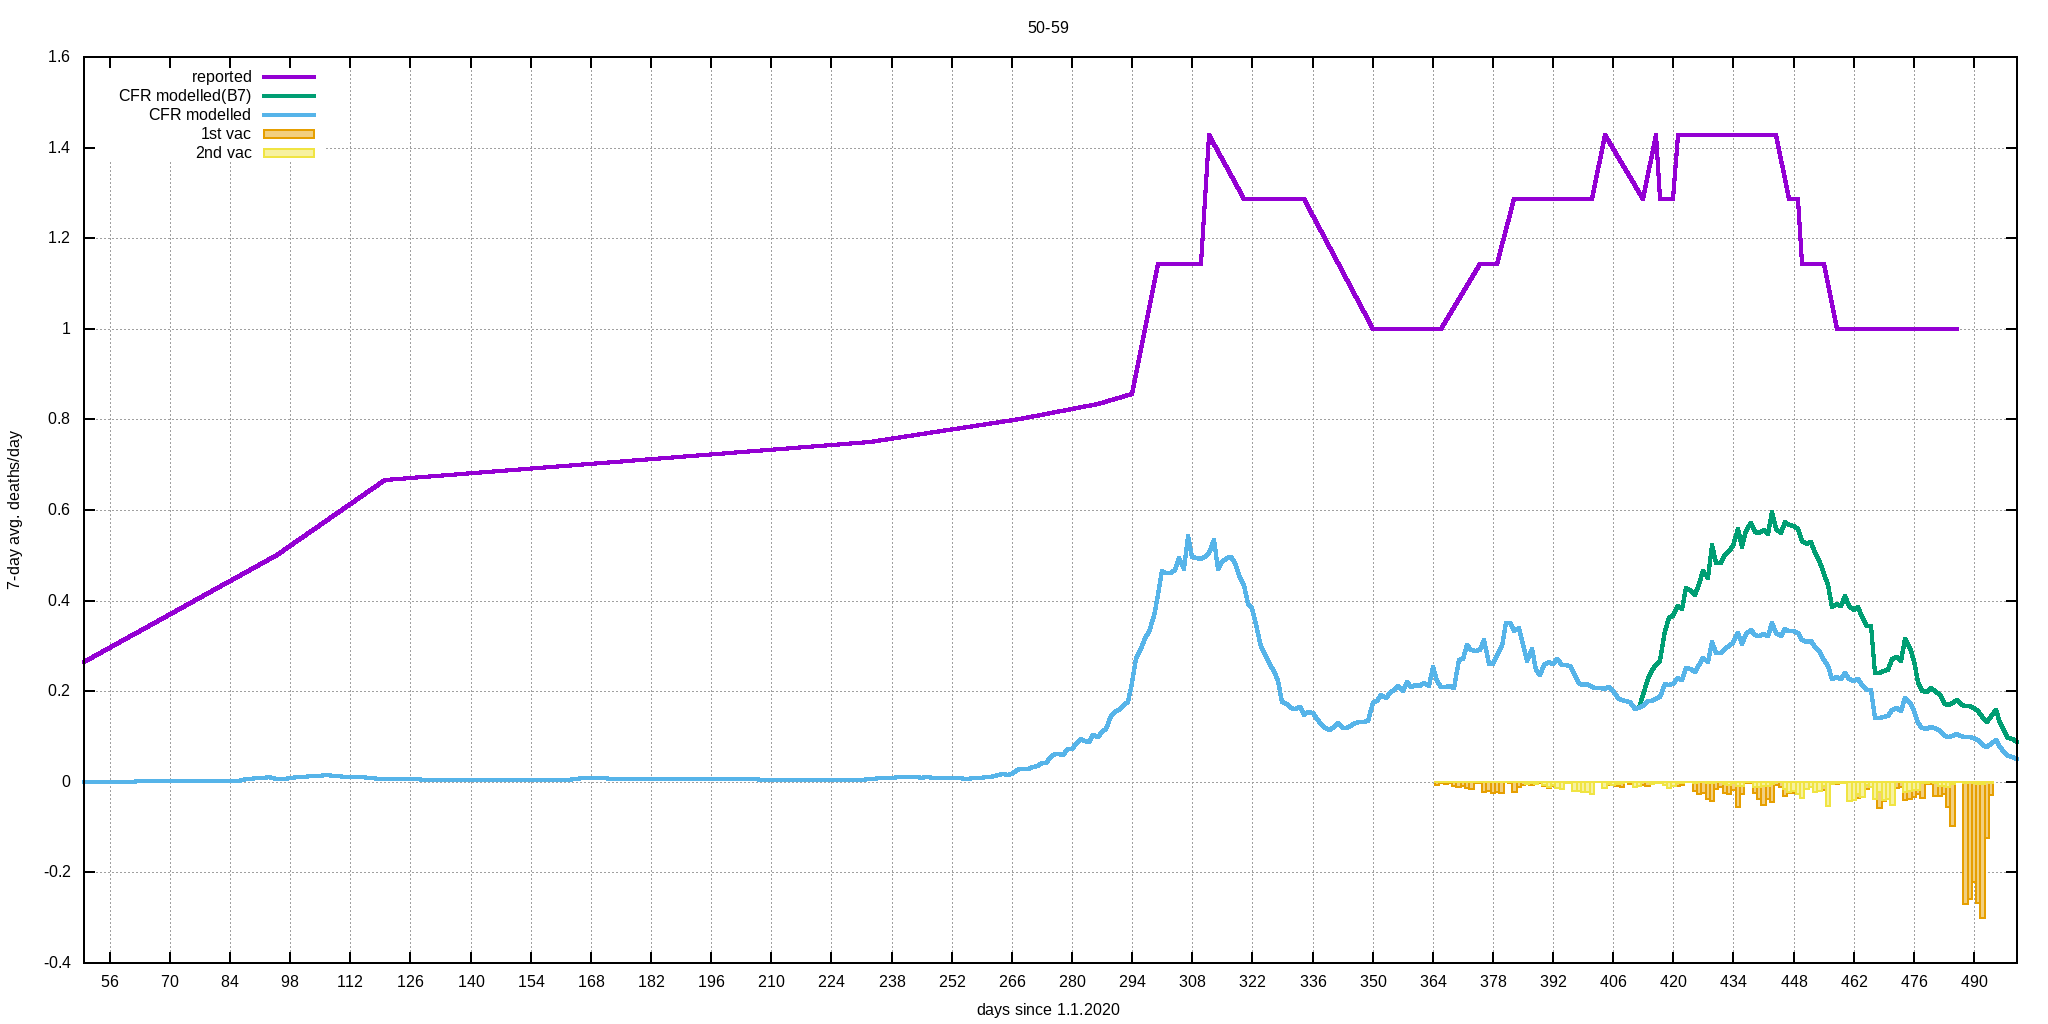 50-59
1.6
1.4
1.2
1
0.8
0.6
0.4
0.2
0
-0.2
-0.4
7-day avg. deaths/day
reported
CFR modelled(B7)
CFR modelled
1st vac
2nd vac
56 70 84 98 112 126 140 154 168 182 196 210 224 238 252 266 280 294 308 322 336 350 364 378 392 406 420 434 448 462 476 490
days since 1.1.2020